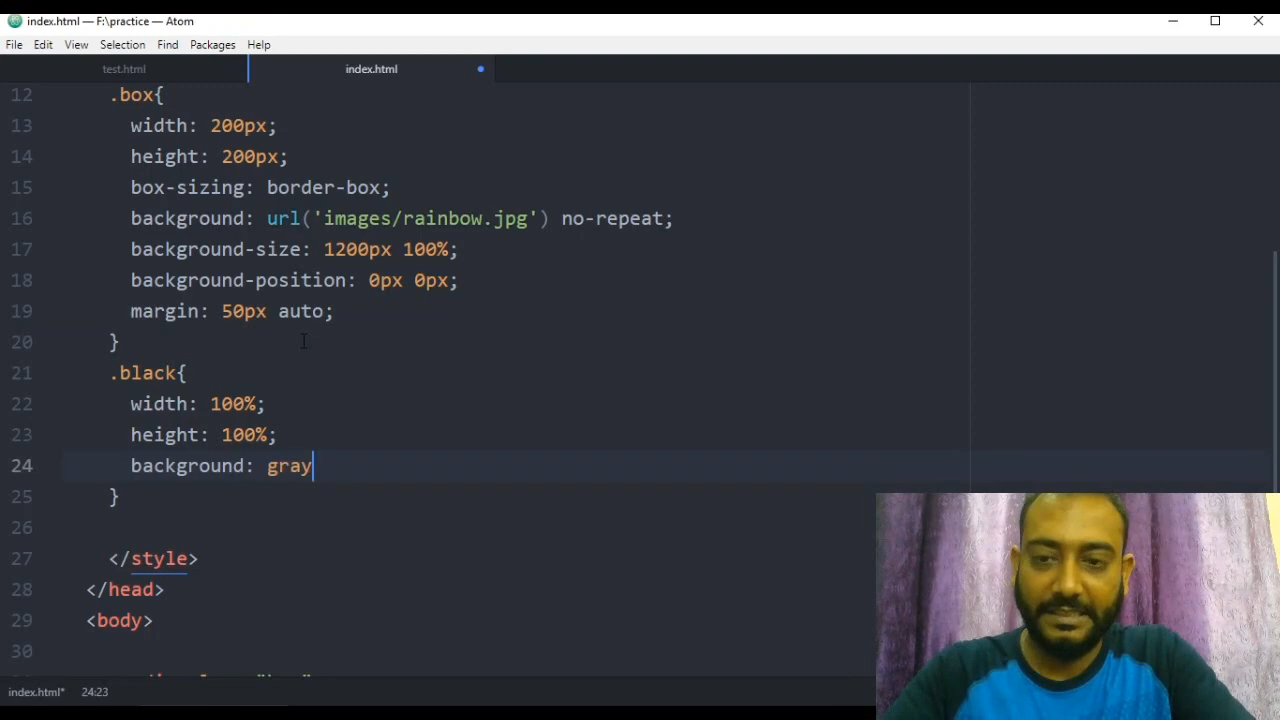 index.html — F:\practice — Atom
File Edit View Selection Find Packages Help
test.html index.html
12 .box{
13 width: 200px;
14 height: 200px;
15 box-sizing: border-box;
16 background: url('images/rainbow.jpg') no-repeat;
17 background-size: 1200px 100%;
18 background-position: 0px 0px;
19 margin: 50px auto;
20 }
21 .black{
22 width: 100%;
23 height: 100%;
24 background: gray
25 }
26
27 </style>
28 </head>
29 <body>
30
index.html* 24:23